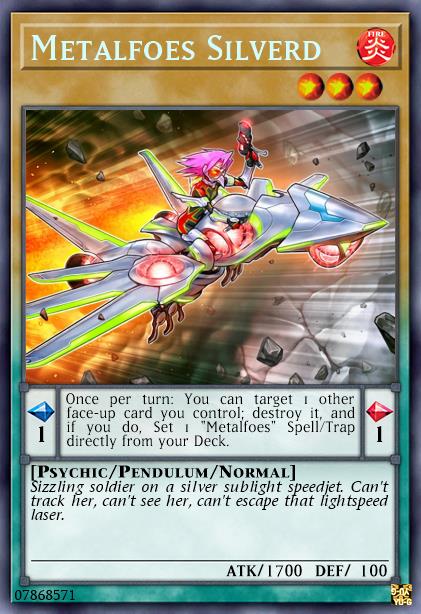 METALFOES SILVERD
FIRE
炎
Once per turn: You can target 1 other
face-up card you control; destroy it, and
if you do, Set 1 "Metalfoes" Spell/Trap
directly from your Deck.
1
1
[PSYCHIC/PENDULUM/NORMAL]
Sizzling soldier on a silver sublight speedjet. Can't
track her, can't see her, can't escape that lightspeed
laser.
ATK/1700 DEF/ 100
07868571